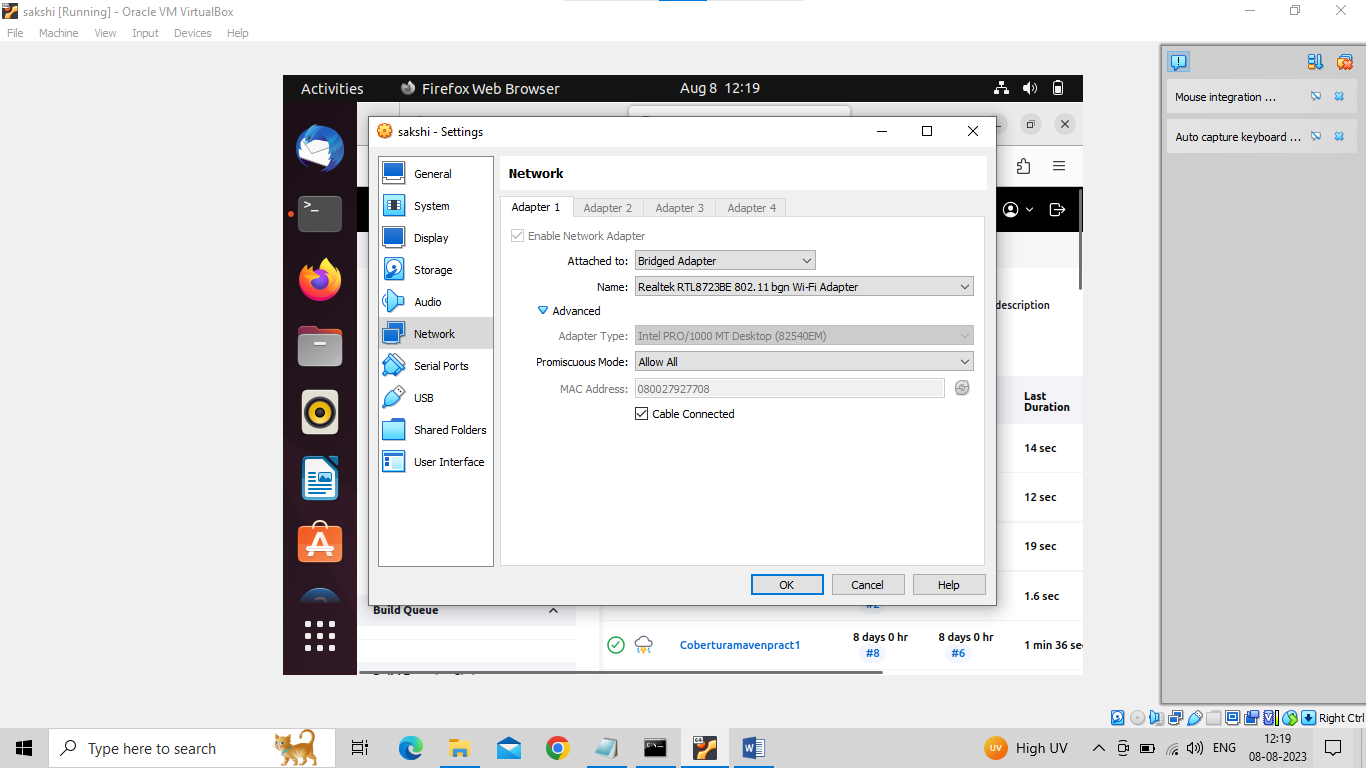 sakshi [Running] - Oracle VM VirtualBox
File Machine View Input Devices Help
Activities Firefox Web Browser Aug 8 12:19
Mouse integration ...
Auto capture keyboard ...
sakshi - Settings
General
System
Display
Storage
Audio
Network
Serial Ports
USB
Shared Folders
User Interface
Network
Adapter 1 Adapter 2 Adapter 3 Adapter 4
Enable Network Adapter
Attached to: Bridged Adapter
Name: Realtek RTL8723BE 802.11 bgn Wi-Fi Adapter
Advanced
Adapter Type: Intel PRO/1000 MT Desktop (82540EM)
Promiscuous Mode: Allow All
MAC Address: 080027927708
Cable Connected
OK Cancel Help
description
Last
Duration
14 sec
12 sec
19 sec
1.6 sec
#2
Build Queue
Coberturamavenpract1 8 days 0 hr 8 days 0 hr 1 min 36 sec
#8 #6
Right Ctrl
Type here to search
High UV
ENG
12:19
08-08-2023